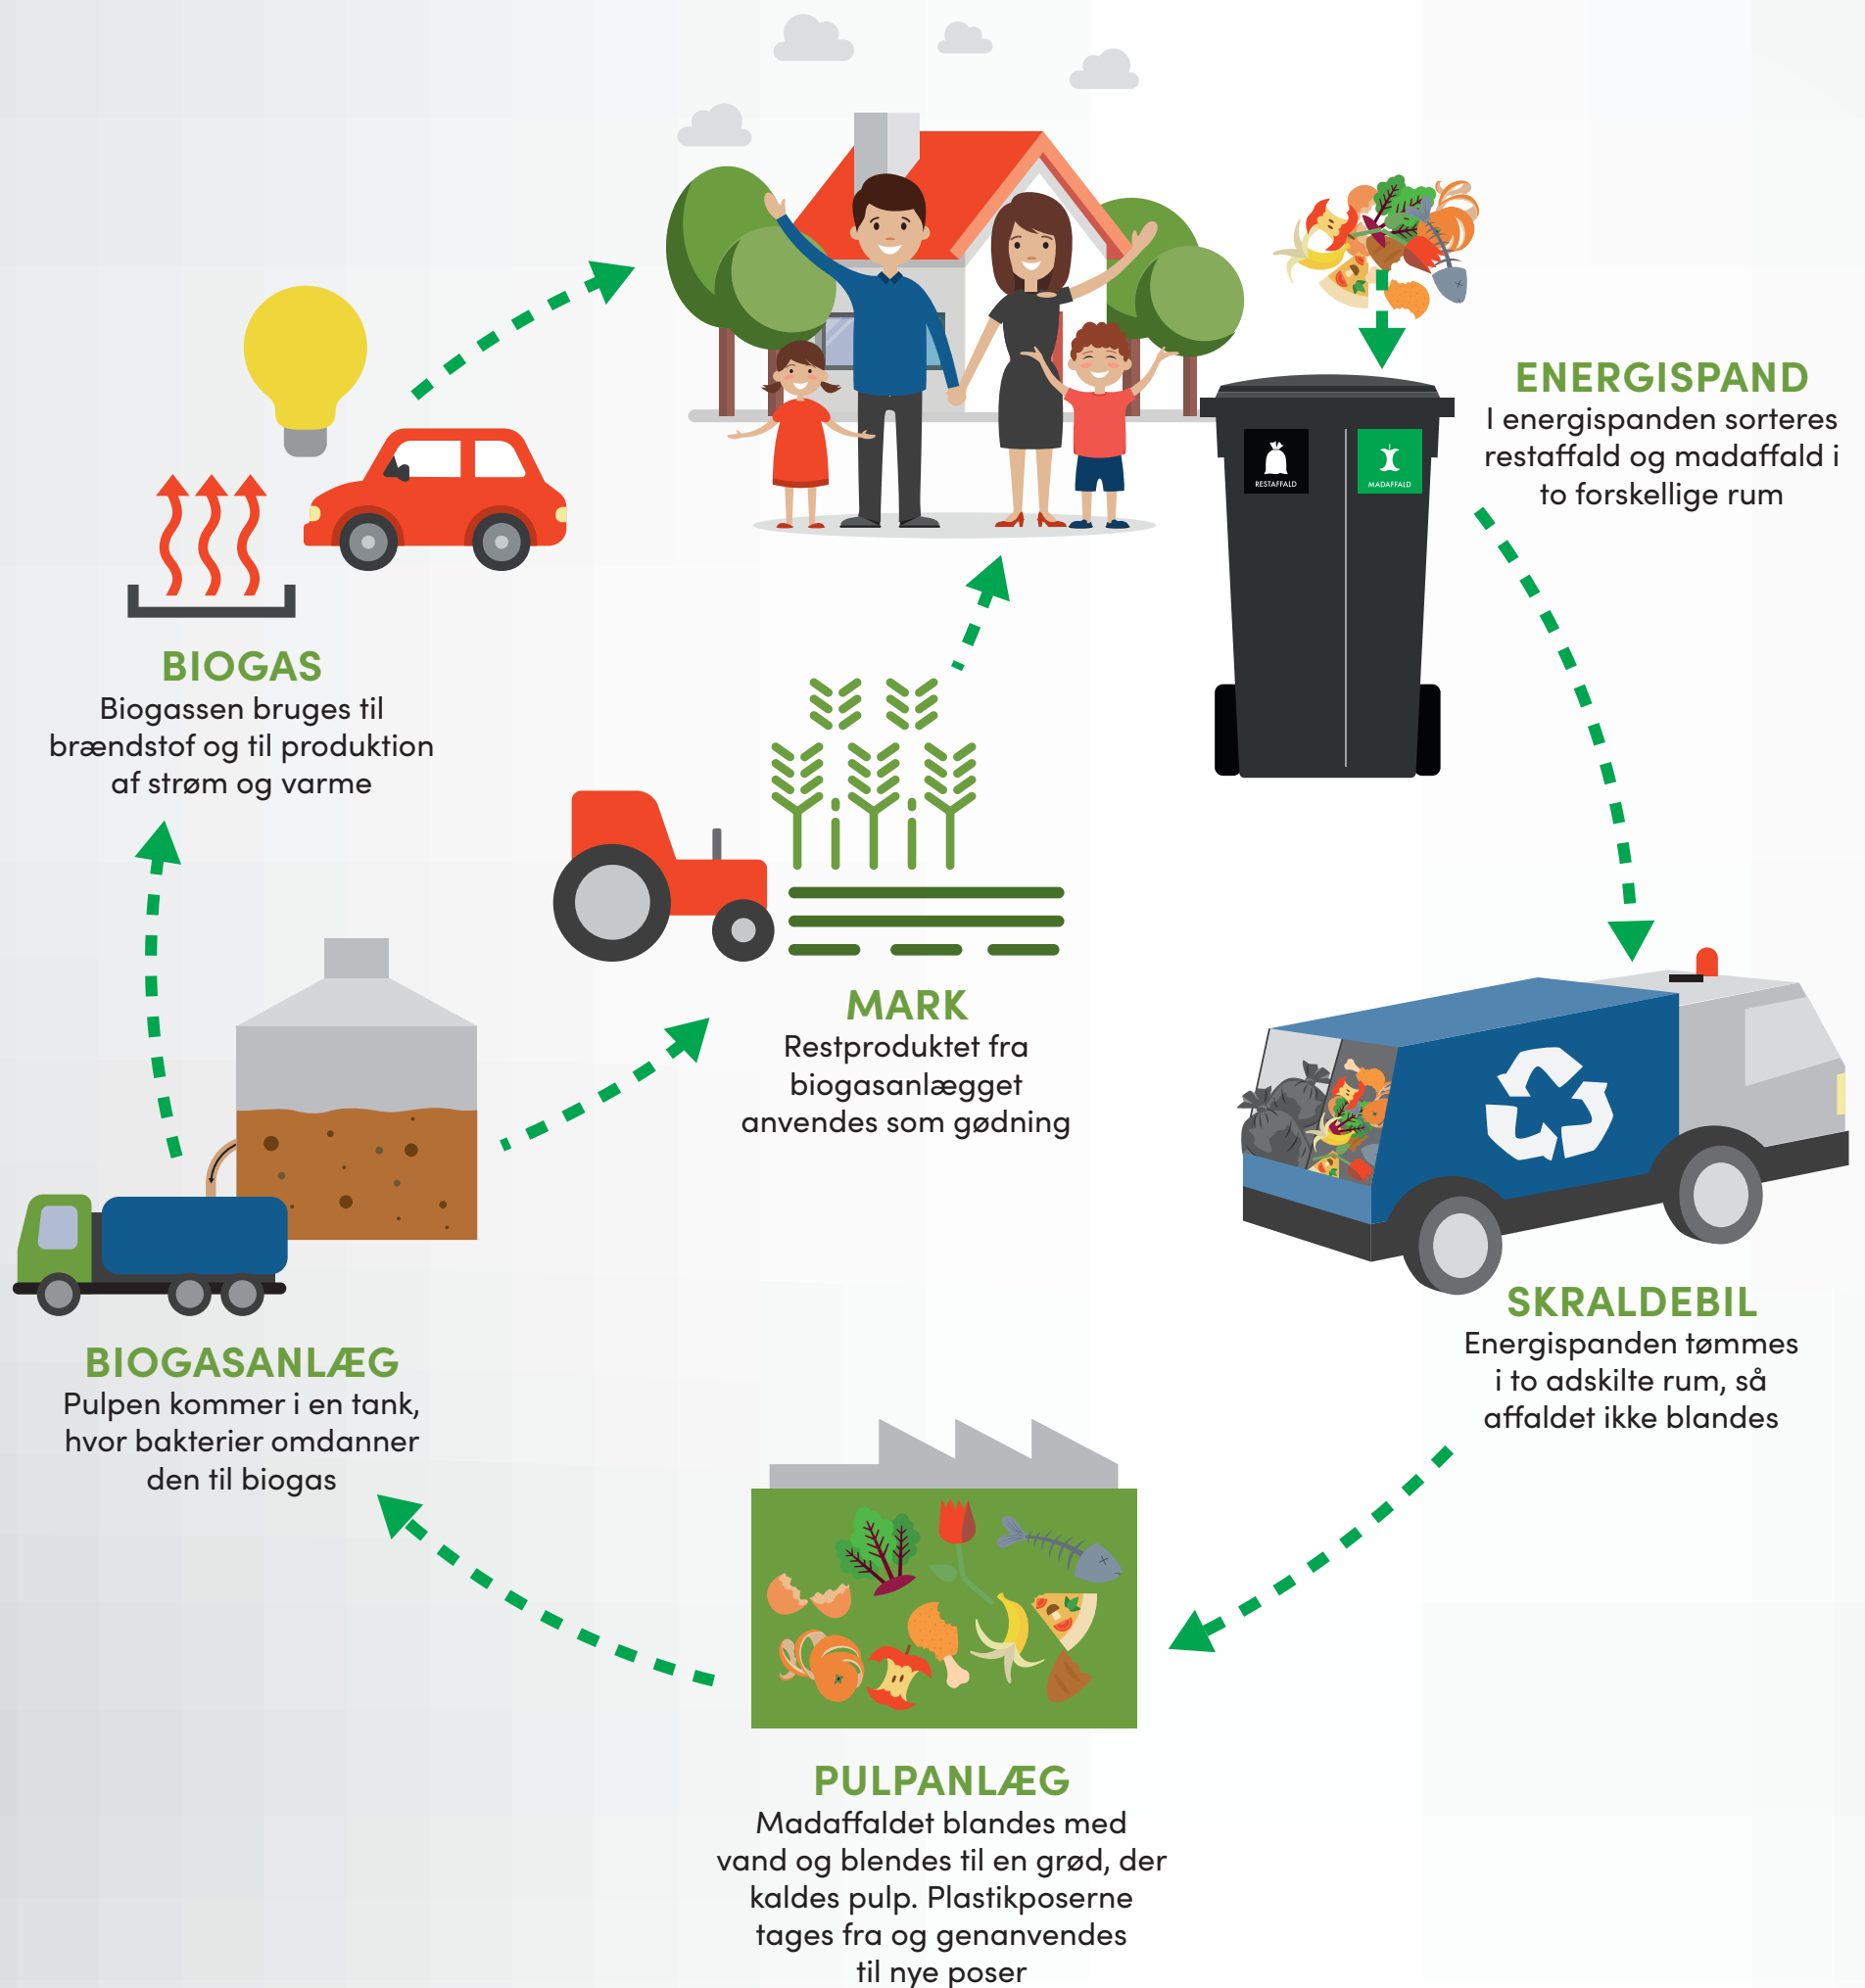 RESTAFFALD
MADAFFALD
ENERGISPAND
I energispanden sorteres
restaffald og madaffald i
to forskellige rum
BIOGAS
Biogassen bruges til
brændstof og til produktion
af strøm og varme
MARK
Restproduktet fra
biogasanlægget
anvendes som gødning
SKRALDEBIL
Energispanden tømmes
i to adskilte rum, så
affaldet ikke blandes
BIOGASANLÆG
Pulpen kommer i en tank,
hvor bakterier omdanner
den til biogas
PULPANLÆG
Madaffaldet blandes med
vand og blendes til en grød, der
kaldes pulp. Plastikposerne
tages fra og genanvendes
til nye poser